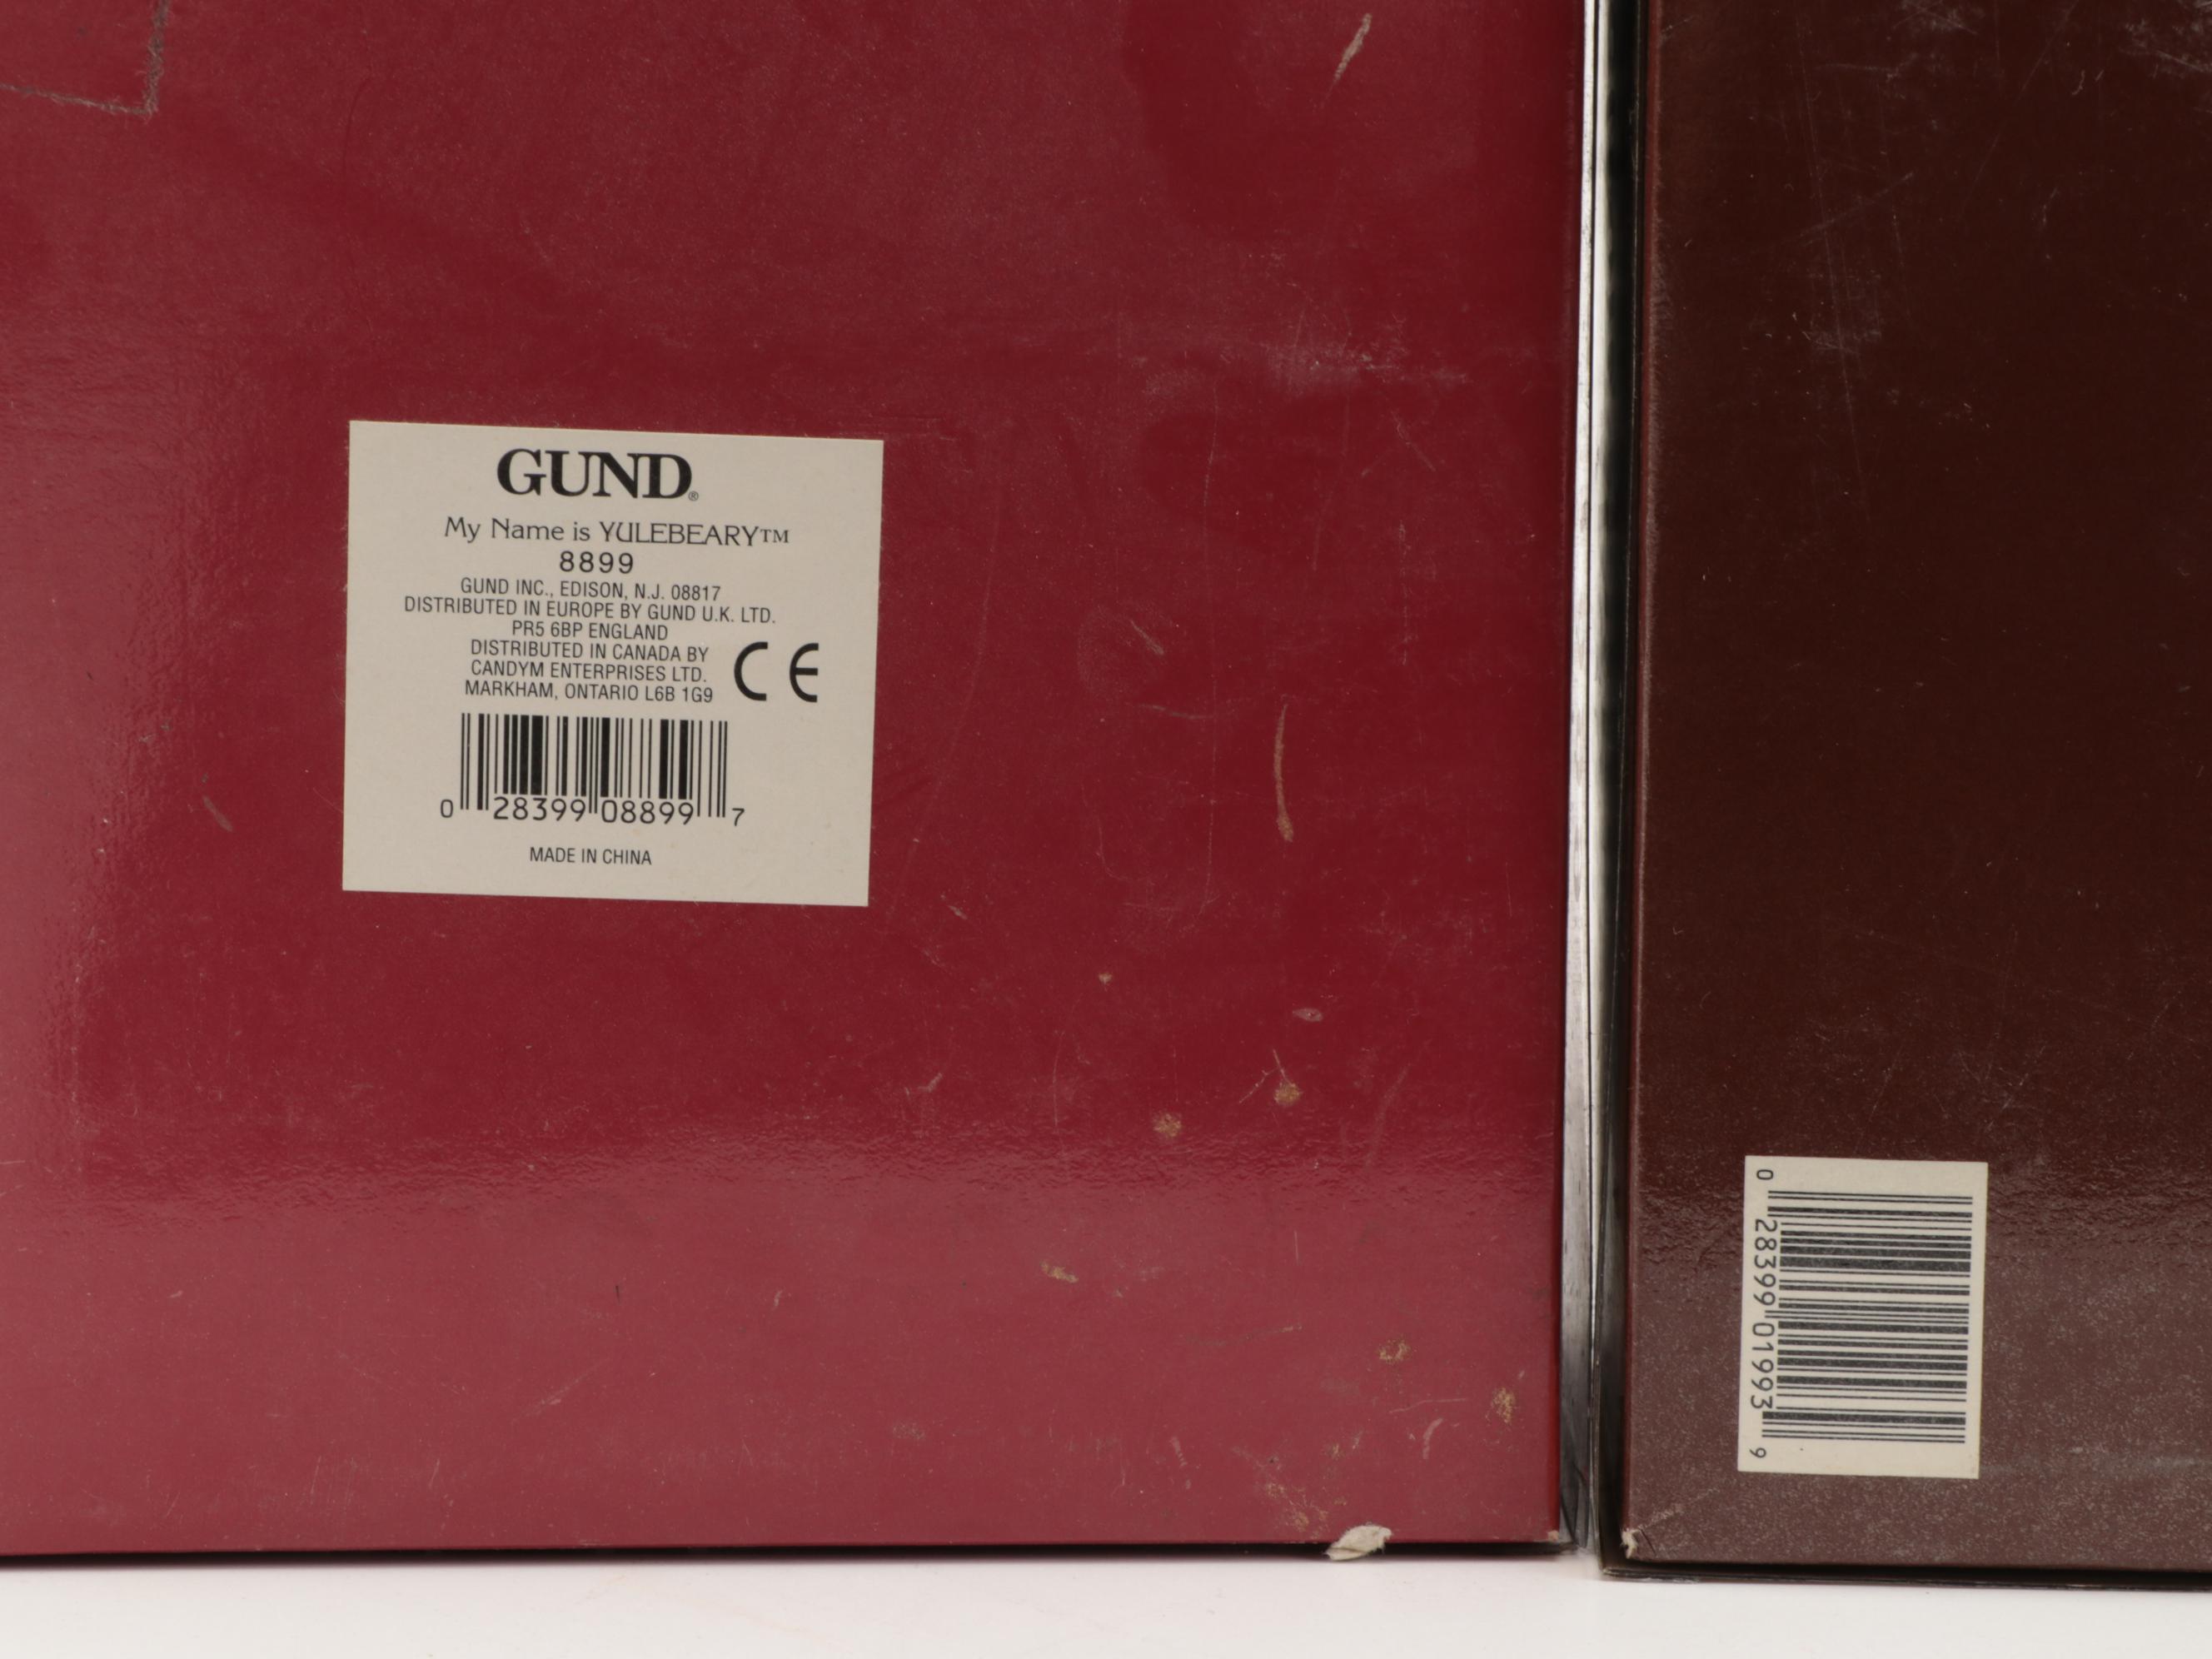 GUND®
My Name is YULEBEARY™
8899
GUND INC., EDISON, N.J. 08817
DISTRIBUTED IN EUROPE BY GUND U.K. LTD.
PR5 6BP ENGLAND
DISTRIBUTED IN CANADA BY
CANDYM ENTERPRISES LTD.
MARKHAM, ONTARIO L6B 1G9
CE
0 28399 08899 7
MADE IN CHINA
0 28399 01993 9